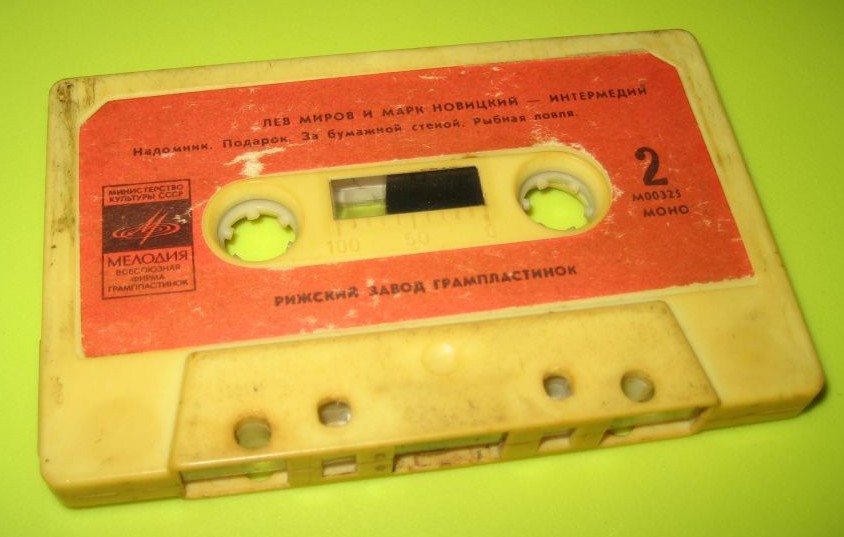 ЛЕВ МИРОВ И МАРК НОВИЦКИЙ — ИНТЕРМЕДИЙ
Надомник. Подарок. За бумажной стеной. Рыбная ловля.
2
М00325
МОНО
МИНИСТЕРСТВО
КУЛЬТУРЫ СССР
МЕЛОДИЯ
ВСЕСОЮЗНАЯ
ФИРМА
ГРАМПЛАСТИНОК
100 50 0
РИЖСКИЙ ЗАВОД ГРАМПЛАСТИНОК